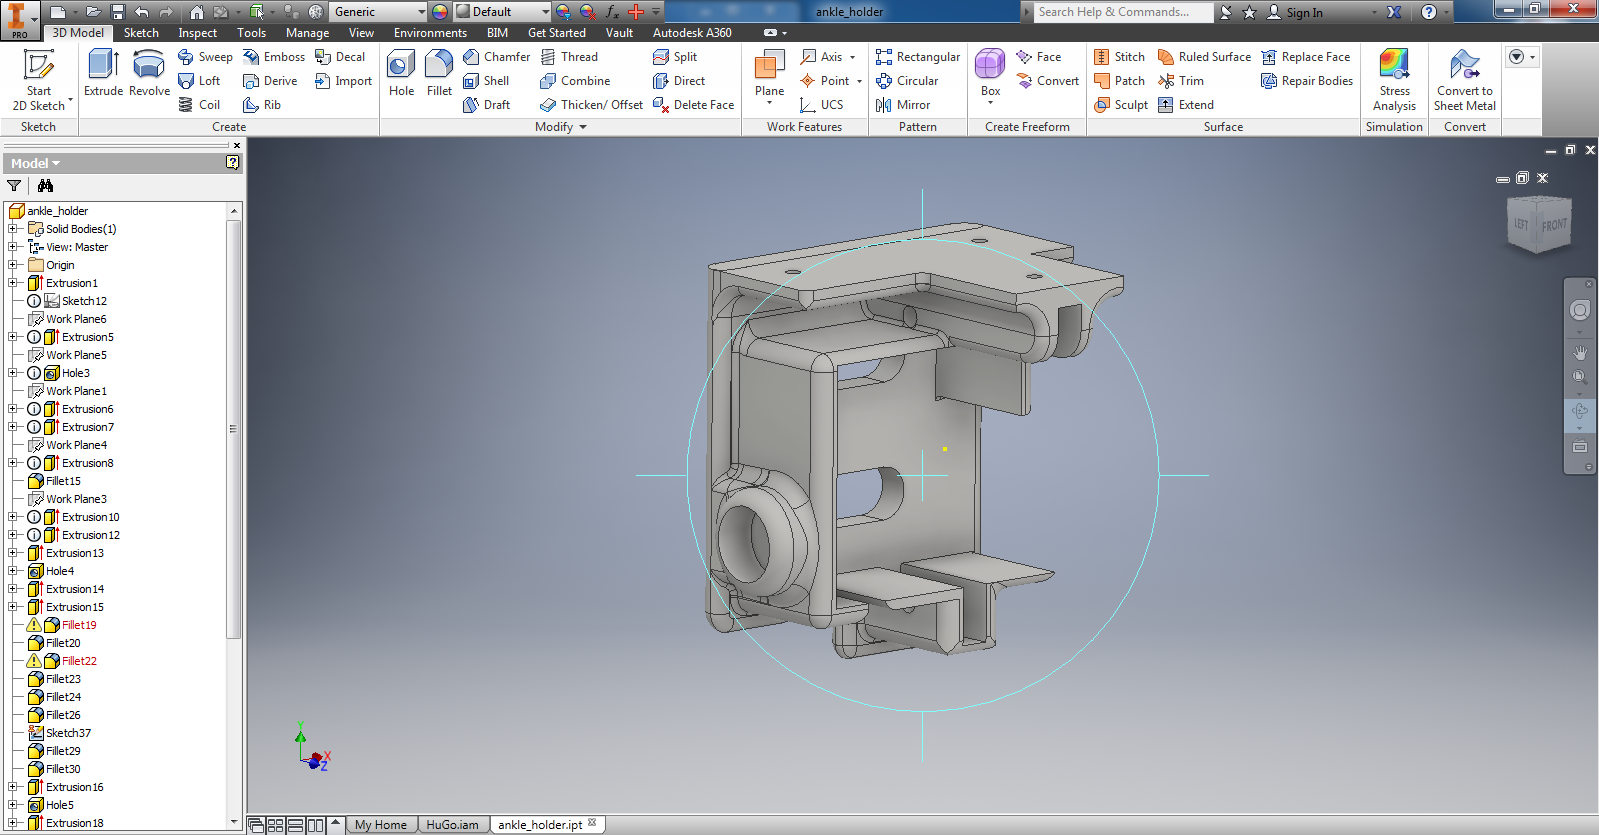 Generic
Default
ankle_holder
Search Help & Commands...
Sign In
PRO
3D Model Sketch Inspect Tools Manage View Environments BIM Get Started Vault Autodesk A360
Start
2D Sketch
Sketch
Extrude
Revolve
Sweep
Loft
Coil
Emboss
Derive
Rib
Decal
Import
Create
Hole
Fillet
Chamfer
Shell
Draft
Thread
Combine
Thicken/ Offset
Split
Direct
Delete Face
Modify
Plane
Axis
Point
UCS
Work Features
Rectangular
Circular
Mirror
Pattern
Box
Face
Convert
Create Freeform
Stitch
Patch
Sculpt
Ruled Surface
Trim
Extend
Replace Face
Repair Bodies
Surface
Stress
Analysis
Simulation
Convert to
Sheet Metal
Convert
Model
ankle_holder
Solid Bodies(1)
View: Master
Origin
Extrusion1
Sketch12
Work Plane6
Extrusion5
Work Plane5
Hole3
Work Plane1
Extrusion6
Extrusion7
Work Plane4
Extrusion8
Fillet15
Work Plane3
Extrusion10
Extrusion12
Extrusion13
Hole4
Extrusion14
Extrusion15
Fillet19
Fillet20
Fillet22
Fillet23
Fillet24
Fillet26
Sketch37
Fillet29
Fillet30
Extrusion16
Hole5
Extrusion18
LEFT
FRONT
Y
X
Z
My Home
HuGo.iam
ankle_holder.ipt